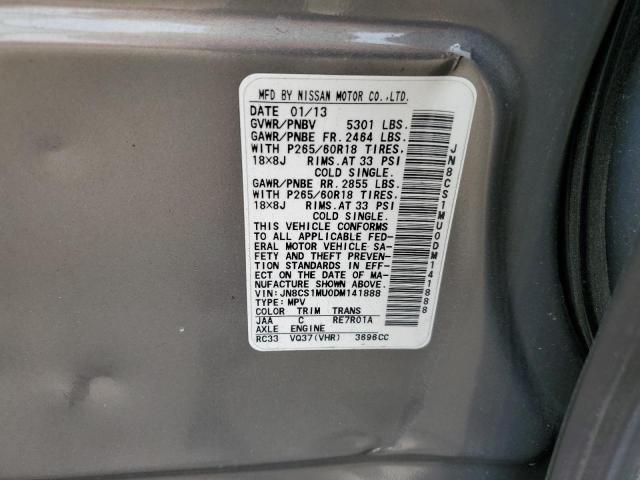 MFD BY NISSAN MOTOR CO.,LTD.
DATE 01/13
GVWR/PNBV 5301 LBS.
GAWR/PNBE FR. 2464 LBS.
WITH P265/60R18 TIRES.
18×8J RIMS.AT 33 PSI
COLD SINGLE.
GAWR/PNBE RR. 2855 LBS.
WITH P265/60R18 TIRES.
18×8J RIMS.AT 33 PSI
COLD SINGLE.
THIS VEHICLE CONFORMS
TO ALL APPLICABLE FED-
ERAL MOTOR VEHICLE SA-
FETY AND THEFT PREVEN-
TION STANDARDS IN EFF-
ECT ON THE DATE OF MA-
NUFACTURE SHOWN ABOVE.
VIN:JN8CS1MU0DM141888
TYPE:MPV
COLOR TRIM TRANS
JAA C RE7R01A
AXLE ENGINE
RC33 VQ37(VHR) 3696CC
JN8CS1MU0DM141888